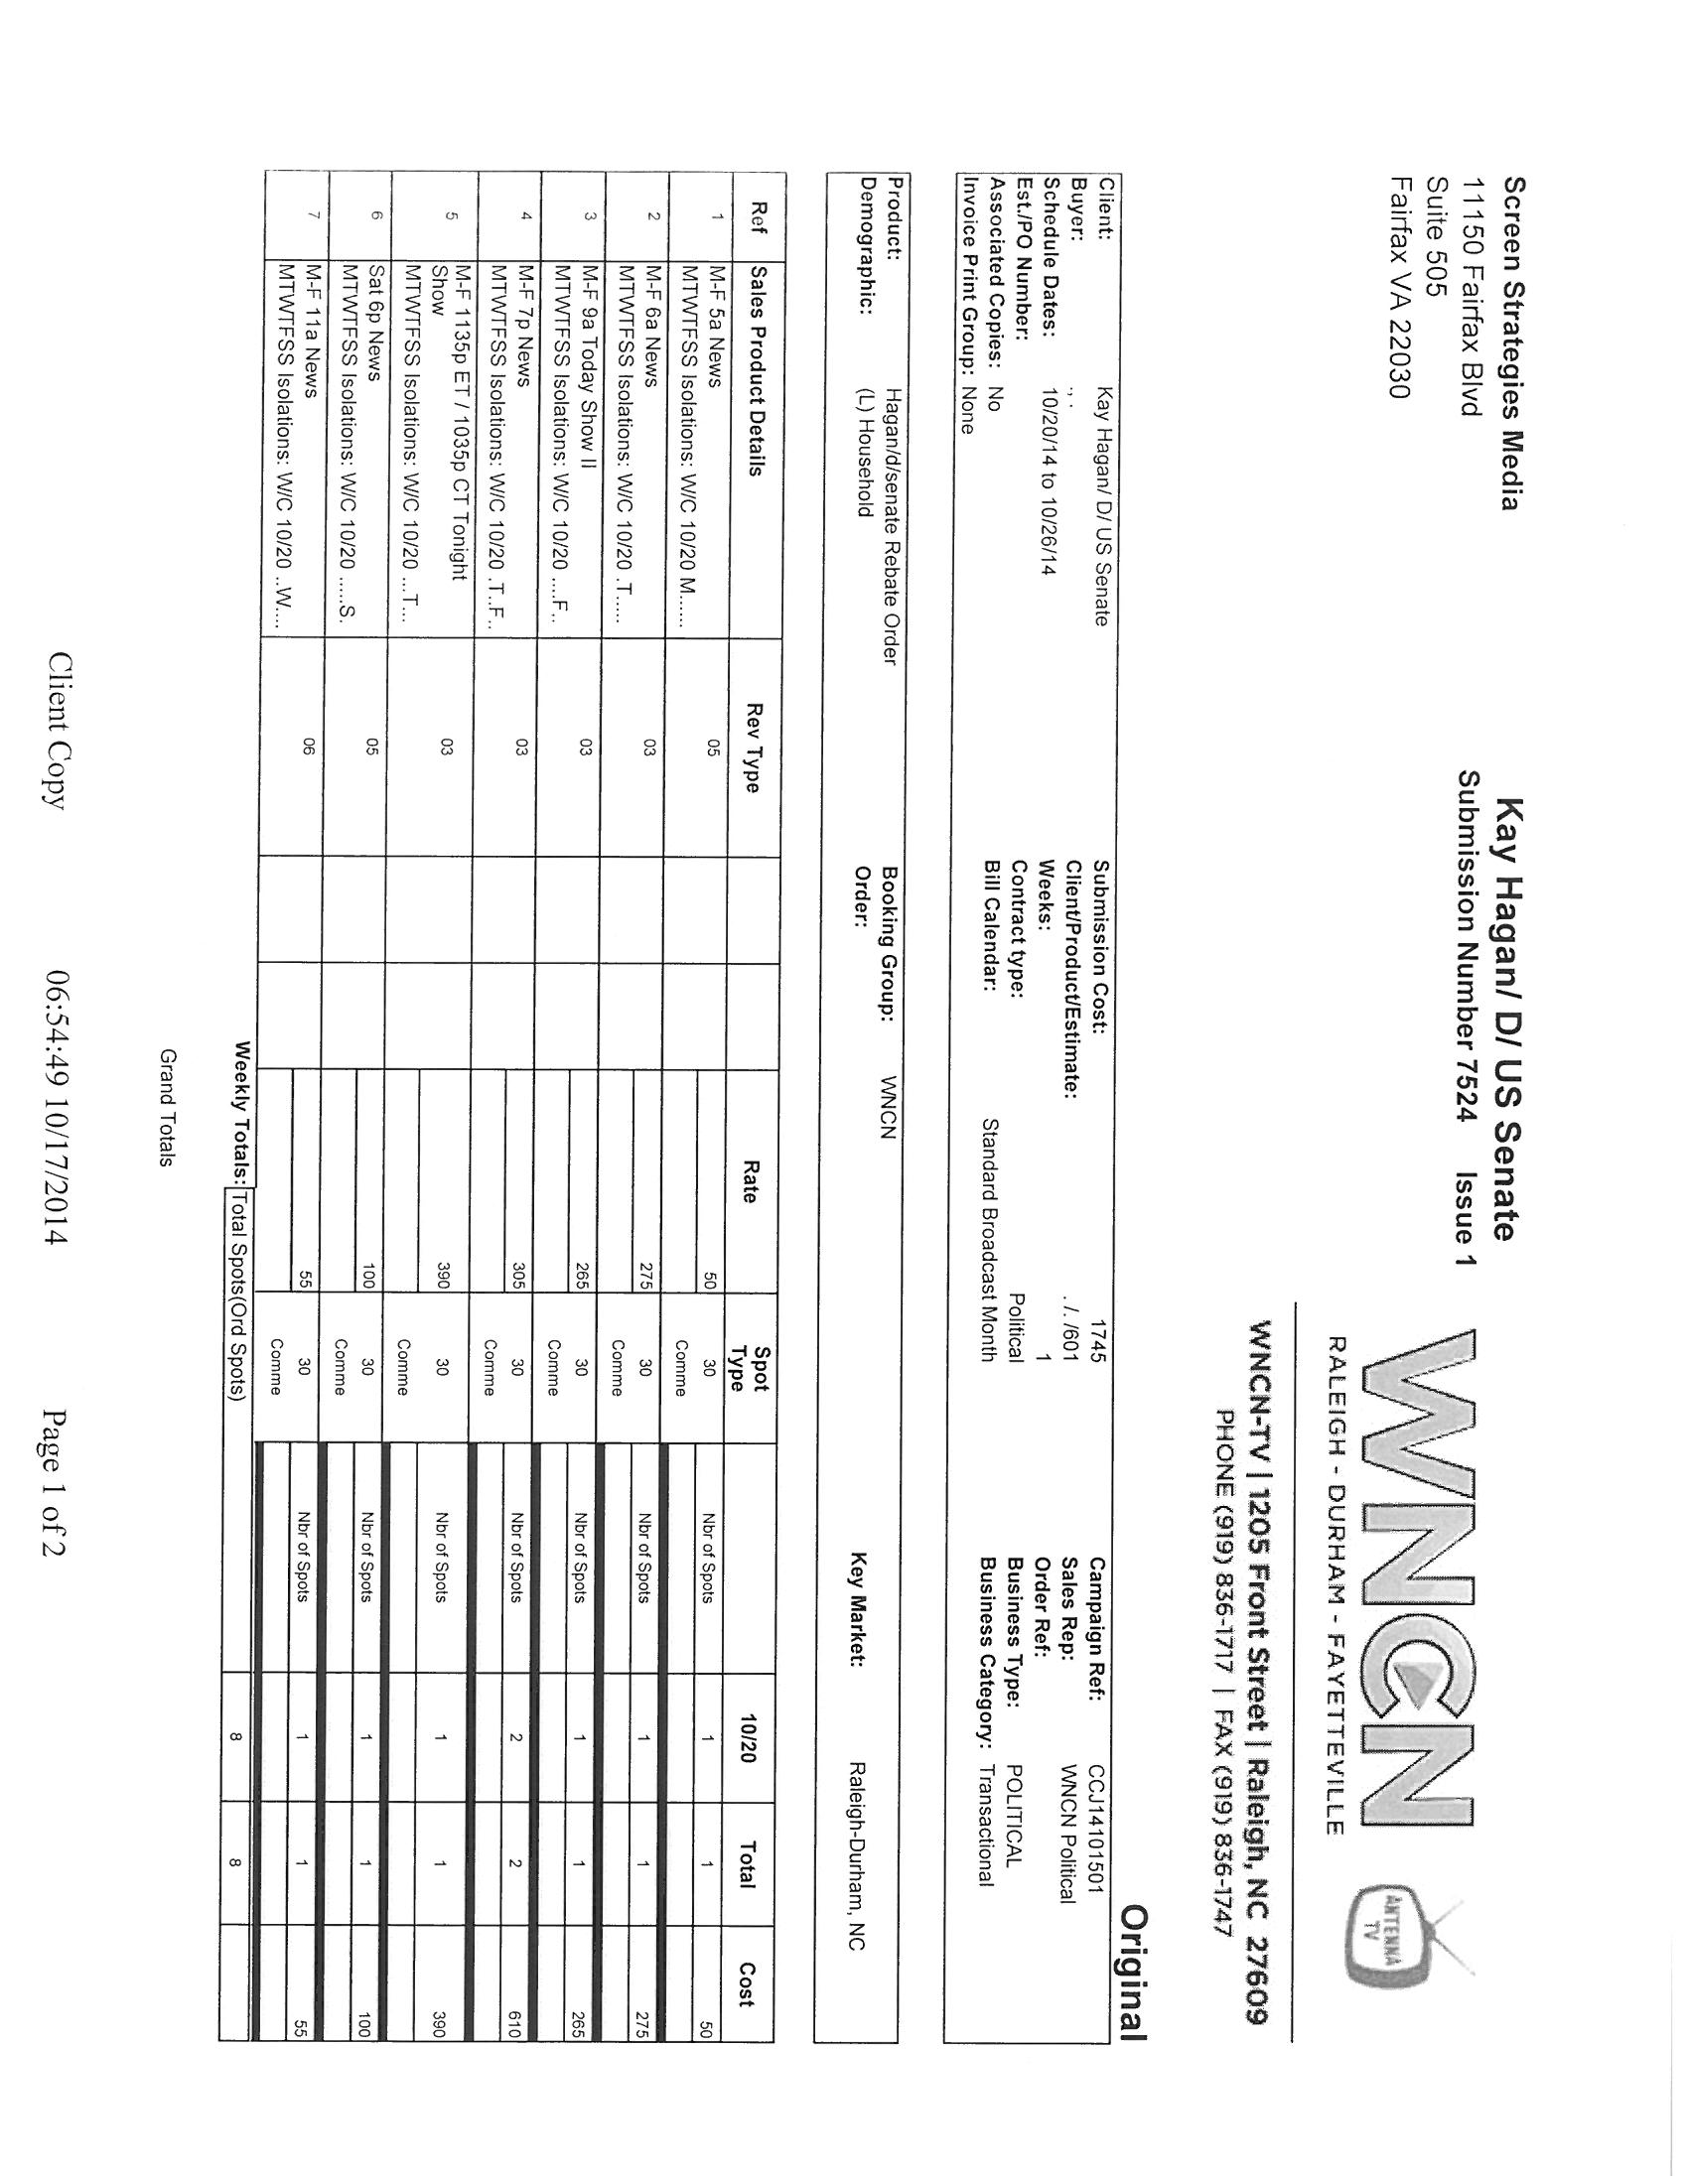 Screen Strategies Media
11150 Fairfax Blvd
Suite 505
Fairfax VA 22030
Kay Hagan/ D/ US Senate
Submission Number 7524 Issue 1
WNCN
RALEIGH - DURHAM - FAYETTEVILLE
ANTENNA
TV
WNCN-TV | 1205 Front Street | Raleigh, NC 27609
PHONE (919) 836-1717 | FAX (919) 836-1747
Original
Client: Kay Hagan/ D/ US Senate Submission Cost: 1745 Campaign Ref: CCJ14101501
Buyer: ., . Client/Product/Estimate: . /. /601 Sales Rep: WNCN Political
Schedule Dates: 10/20/14 to 10/26/14 Weeks: 1 Order Ref:
Est./PO Number: Contract type: Political Business Type: POLITICAL
Associated Copies: No Bill Calendar: Standard Broadcast Month Business Category: Transactional
Invoice Print Group: None
Product: Hagan/d/senate Rebate Order Booking Group: WNCN
Demographic: (L) Household Order: Key Market: Raleigh-Durham, NC
Ref Sales Product Details Rev Type Rate Spot Type 10/20 Total Cost
1 M-F 5a News 05 50 30 Nbr of Spots 1 1 50
MTWTFSS Isolations: W/C 10/20 M...... Comme
2 M-F 6a News 03 275 30 Nbr of Spots 1 1 275
MTWTFSS Isolations: W/C 10/20 .T..... Comme
3 M-F 9a Today Show II 03 265 30 Nbr of Spots 1 1 265
MTWTFSS Isolations: W/C 10/20 ....F.. Comme
4 M-F 7p News 03 305 30 Nbr of Spots 2 2 610
MTWTFSS Isolations: W/C 10/20 .T..F.. Comme
5 M-F 1135p ET / 1035p CT Tonight 03 390 30 Nbr of Spots 1 1 390
Show
MTWTFSS Isolations: W/C 10/20 ...T... Comme
6 Sat 6p News 05 100 30 Nbr of Spots 1 1 100
MTWTFSS Isolations: W/C 10/20 .....S. Comme
7 M-F 11a News 06 55 30 Nbr of Spots 1 1 55
MTWTFSS Isolations: W/C 10/20 ..W.... Comme
Weekly Totals: Total Spots(Ord Spots) 8 8
Grand Totals
Client Copy 06:54:49 10/17/2014 Page 1 of 2